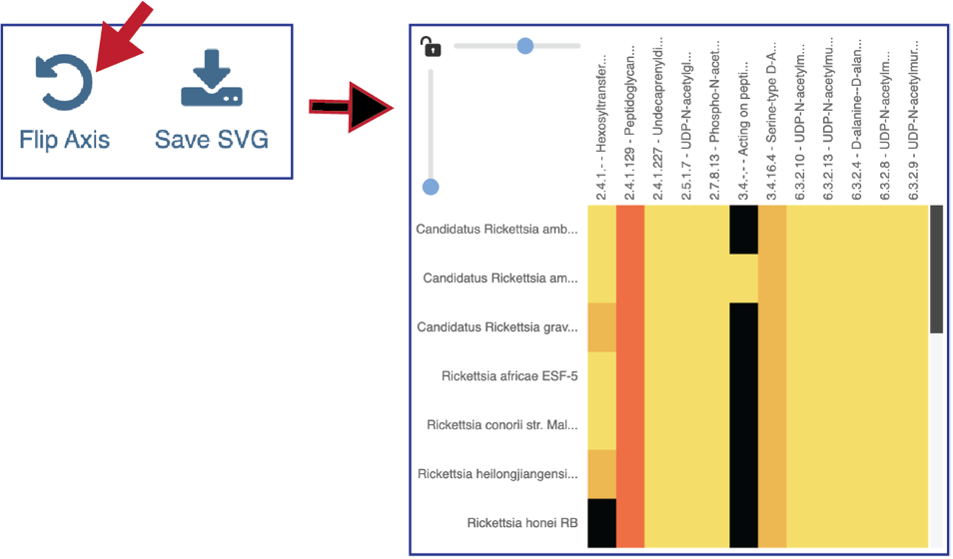 Flip Axis
Save SVG
2.4.1.- - Hexosyltransfer...
2.4.1.129 - Peptidoglycan...
2.4.1.227 - Undecaprenyldi...
2.5.1.7 - UDP-N-acetylgl...
2.7.8.13 - Phospho-N-acet...
3.4.-.- - Acting on pepti...
3.4.16.4 - Serine-type D-A...
6.3.2.10 - UDP-N-acetylm...
6.3.2.13 - UDP-N-acetylmu...
6.3.2.4 - D-alanine--D-alan...
6.3.2.8 - UDP-N-acetylm...
6.3.2.9 - UDP-N-acetylmur...
Candidatus Rickettsia amb...
Candidatus Rickettsia am...
Candidatus Rickettsia grav...
Rickettsia africae ESF-5
Rickettsia conorii str. Mal...
Rickettsia heilongjiangensi...
Rickettsia honei RB